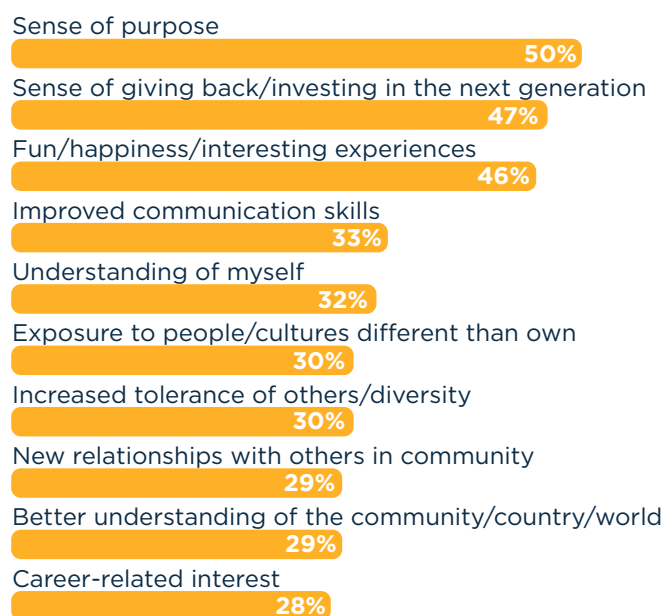 Sense of purpose
50%
Sense of giving back/investing in the next generation
47%
Fun/happiness/interesting experiences
46%
Improved communication skills
33%
Understanding of myself
32%
Exposure to people/cultures different than own
30%
Increased tolerance of others/diversity
30%
New relationships with others in community
29%
Better understanding of the community/country/world
29%
Career-related interest
28%